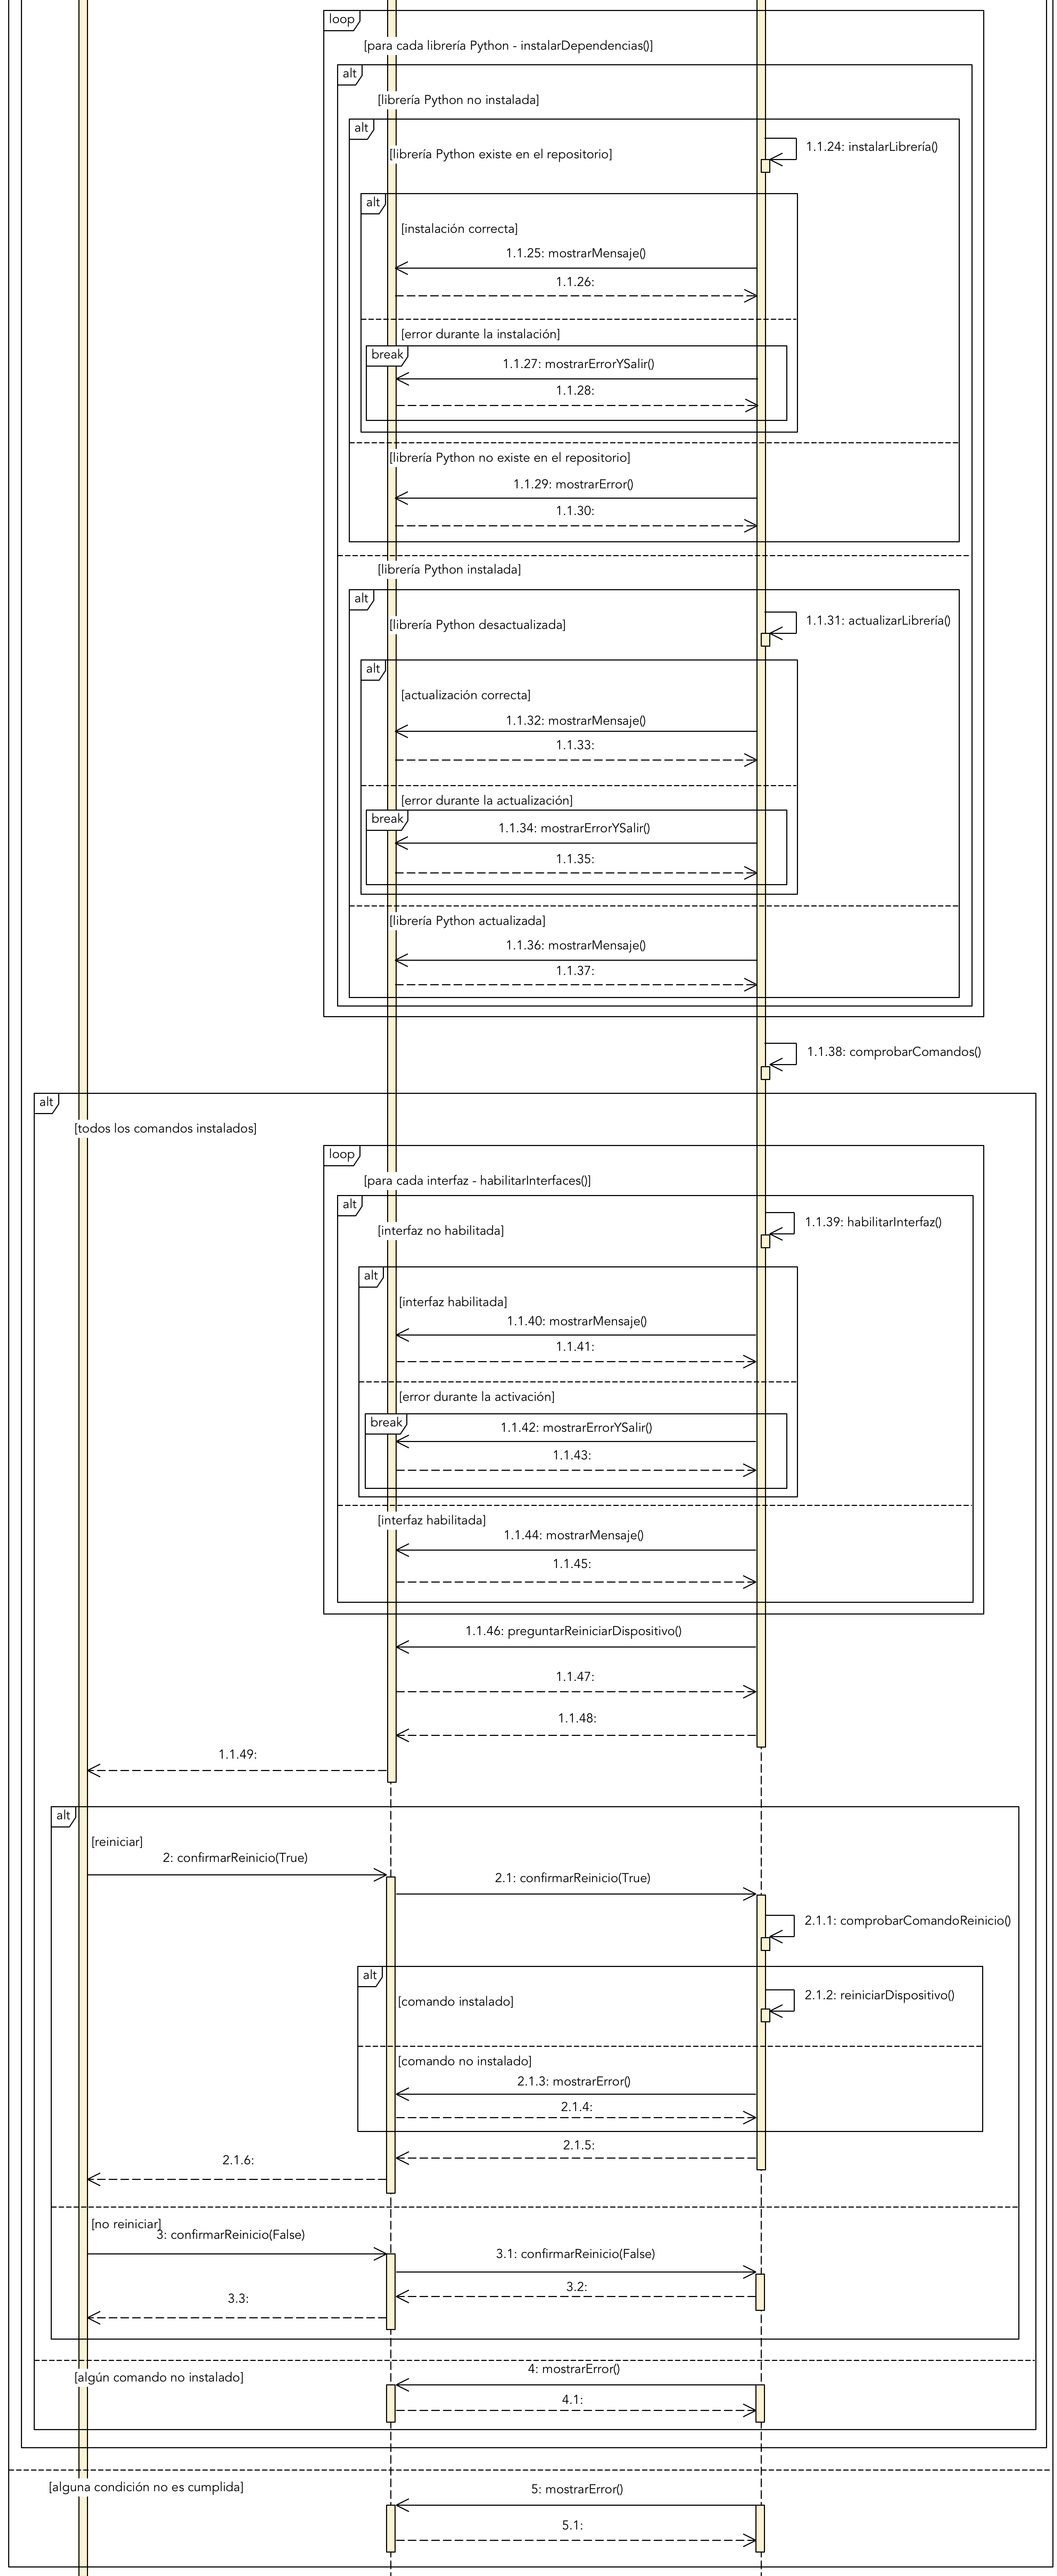 loop
[para cada librería Python - instalarDependencias()]
alt
[librería Python no instalada]
alt
1.1.24: instalarLibrería()
[librería Python existe en el repositorio]
alt
[instalación correcta]
1.1.25: mostrarMensaje()
1.1.26:
[error durante la instalación]
break
1.1.27: mostrarErrorYSalir()
1.1.28:
[librería Python no existe en el repositorio]
1.1.29: mostrarError()
1.1.30:
[librería Python instalada]
alt
1.1.31: actualizarLibrería()
[librería Python desactualizada]
alt
[actualización correcta]
1.1.32: mostrarMensaje()
1.1.33:
[error durante la actualización]
break
1.1.34: mostrarErrorYSalir()
1.1.35:
[librería Python actualizada]
1.1.36: mostrarMensaje()
1.1.37:
1.1.38: comprobarComandos()
alt
[todos los comandos instalados]
loop
[para cada interfaz - habilitarInterfaces()]
alt
1.1.39: habilitarInterfaz()
[interfaz no habilitada]
alt
[interfaz habilitada]
1.1.40: mostrarMensaje()
1.1.41:
[error durante la activación]
break
1.1.42: mostrarErrorYSalir()
1.1.43:
[interfaz habilitada]
1.1.44: mostrarMensaje()
1.1.45:
1.1.46: preguntarReiniciarDispositivo()
1.1.47:
1.1.48:
1.1.49:
alt
[reiniciar]
2: confirmarReinicio(True)
2.1: confirmarReinicio(True)
2.1.1: comprobarComandoReinicio()
alt
2.1.2: reiniciarDispositivo()
[comando instalado]
[comando no instalado]
2.1.3: mostrarError()
2.1.4:
2.1.5:
2.1.6:
[no reiniciar]
3: confirmarReinicio(False)
3.1: confirmarReinicio(False)
3.2:
3.3:
4: mostrarError()
[algún comando no instalado]
4.1:
[alguna condición no es cumplida]
5: mostrarError()
5.1: